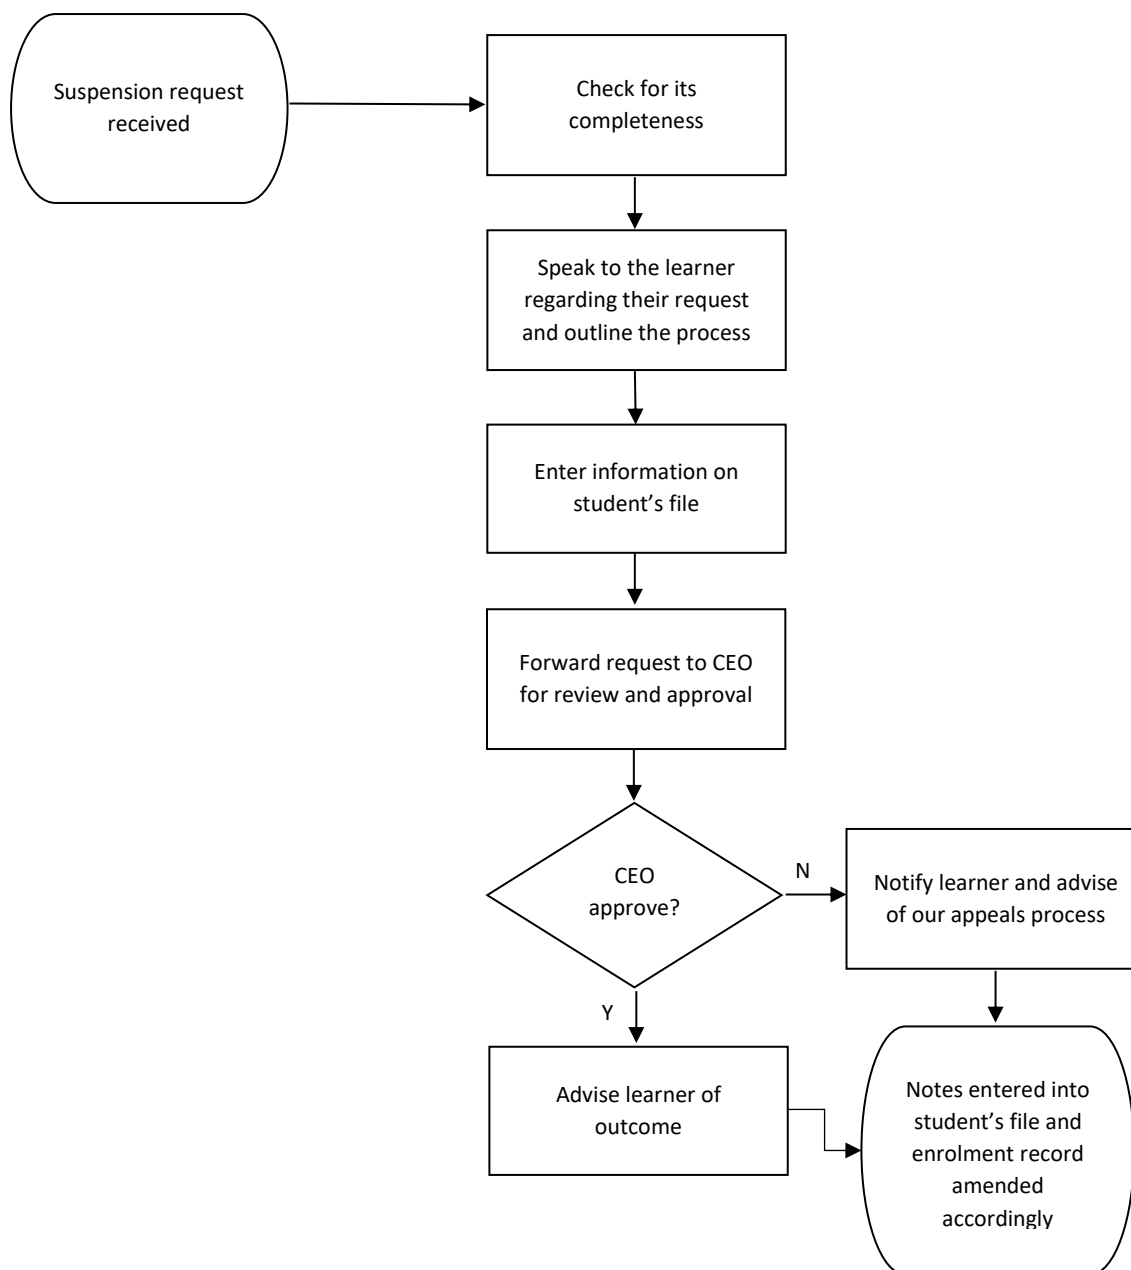 Suspension request
received
Check for its
completeness
Speak to the learner
regarding their request
and outline the process
Enter information on
student’s file
Forward request to CEO
for review and approval
CEO
approve?
N
Notify learner and advise
of our appeals process
Y
Advise learner of
outcome
Notes entered into
student’s file and
enrolment record
amended
accordingly